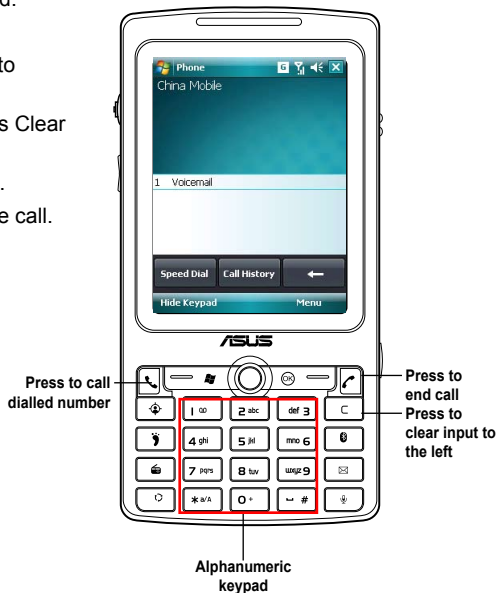 d.
to
s Clear
.
e call.
Phone
G
China Mobile
1 Voicemail
Speed Dial
Call History
Hide Keypad
Menu
ASUS
Press to call
dialled number
OK
Press to
end call
Press to
clear input to
the left
1 ∞
2 abc
def 3
C
4 ghi
5 jkl
mno 6
7 pqrs
8 tuv
wxyz 9
* a/A
0 +
#
Alphanumeric
keypad